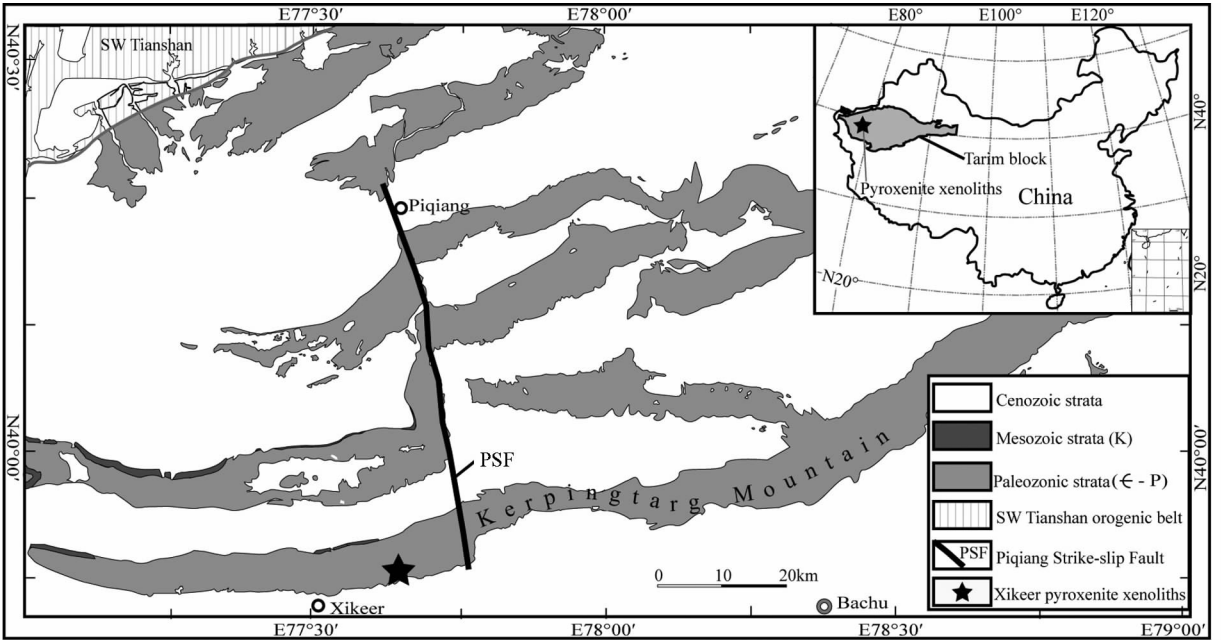 E77°30′ E78°00′ E80° E100° E120°
N40°30′
SW Tianshan
N40°
Tarim block
Pyroxenite xenoliths
China
Piqiang
N20°
N20°
Cenozoic strata
Mesozoic strata (K)
Paleozonic strata(Є - P)
SW Tianshan orogenic belt
PSF Piqiang Strike-slip Fault
Xikeer pyroxenite xenoliths
N40°00′
N40°00′
PSF
Kerpingtarg Mountain
0 10 20km
Xikeer
Bachu
E77°30′ E78°00′ E78°30′ E79°00′